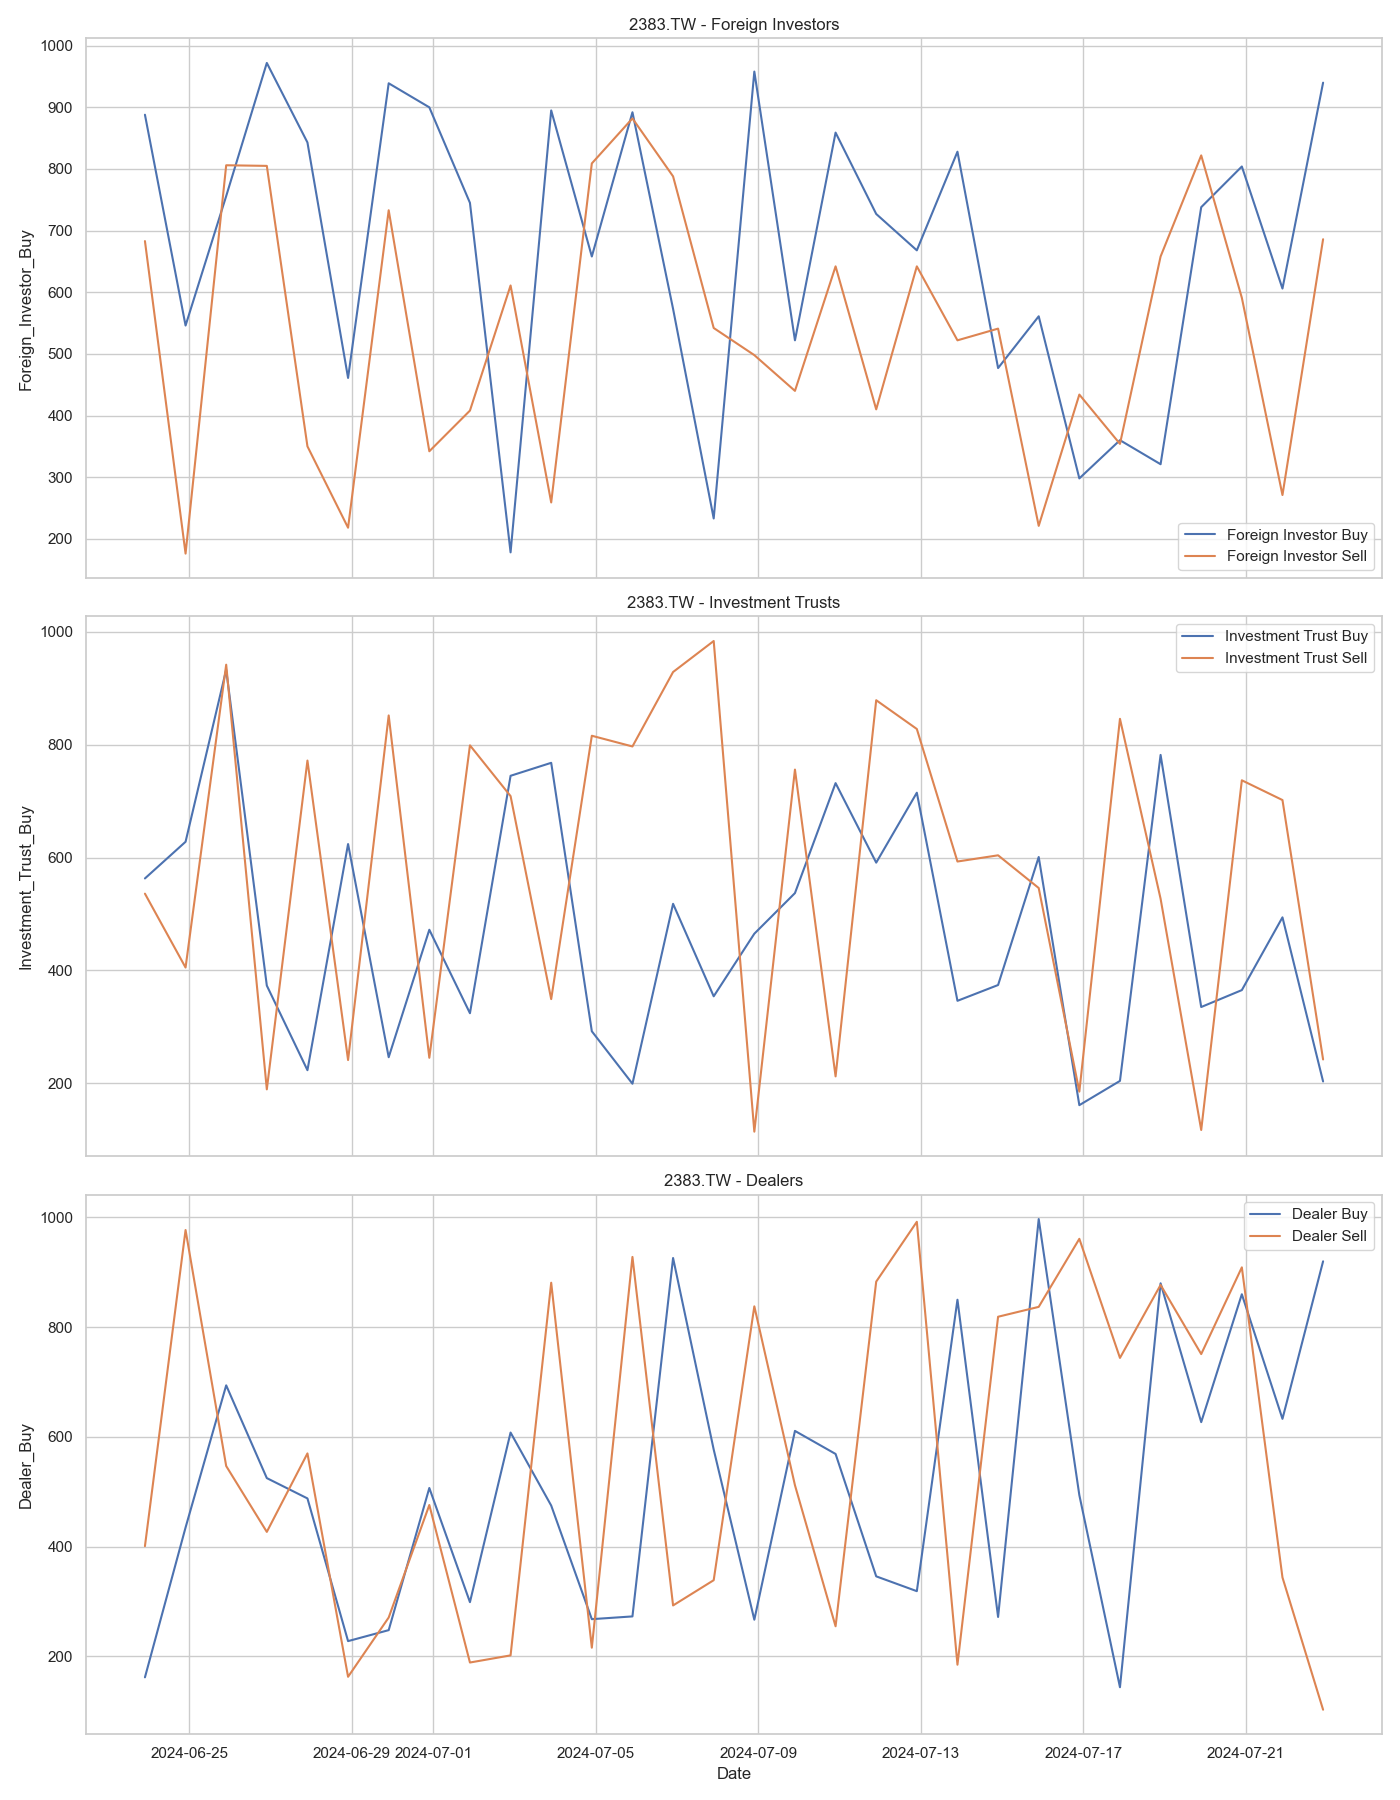 2383.TW - Foreign Investors
1000
900
800
700
600
500
400
300
200
Foreign_Investor_Buy
Foreign Investor Buy
Foreign Investor Sell
2383.TW - Investment Trusts
1000
800
600
400
200
Investment_Trust_Buy
Investment Trust Buy
Investment Trust Sell
2383.TW - Dealers
1000
800
600
400
200
Dealer_Buy
Dealer Buy
Dealer Sell
2024-06-25 2024-06-29 2024-07-01 2024-07-05 2024-07-09 2024-07-13 2024-07-17 2024-07-21
Date